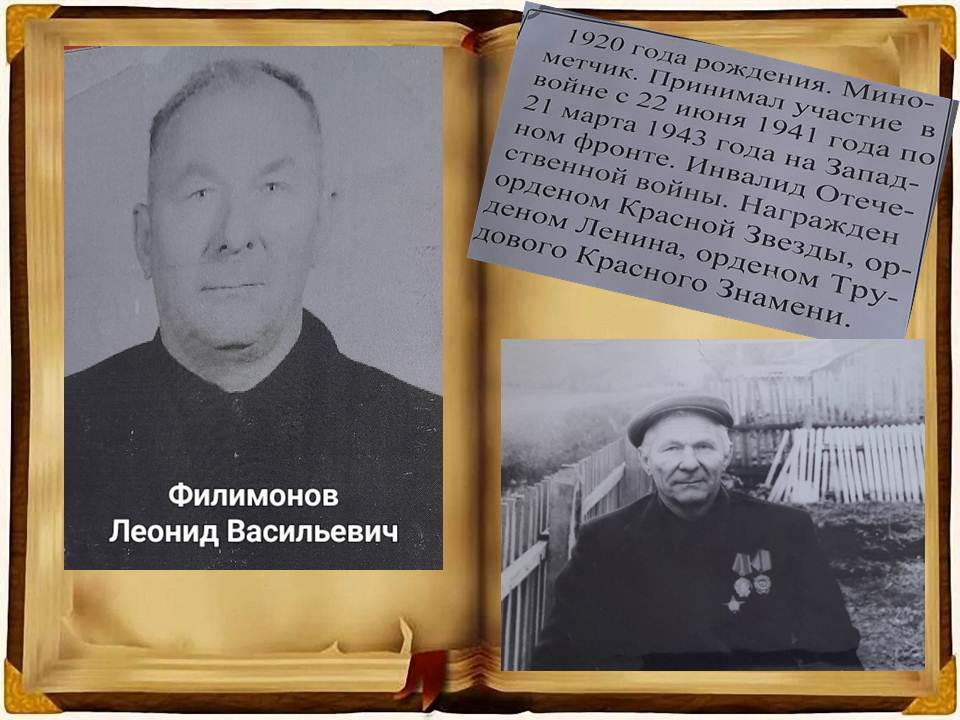 Филимонов
Леонид Васильевич
1920 года рождения. Мино-
метчик. Принимал участие в
войне с 22 июня 1941 года по
21 марта 1943 года на Запад-
ном фронте. Инвалид Отече-
ственной войны. Награжден
орденом Красной Звезды, ор-
деном Ленина, орденом Тру-
дового Красного Знамени.